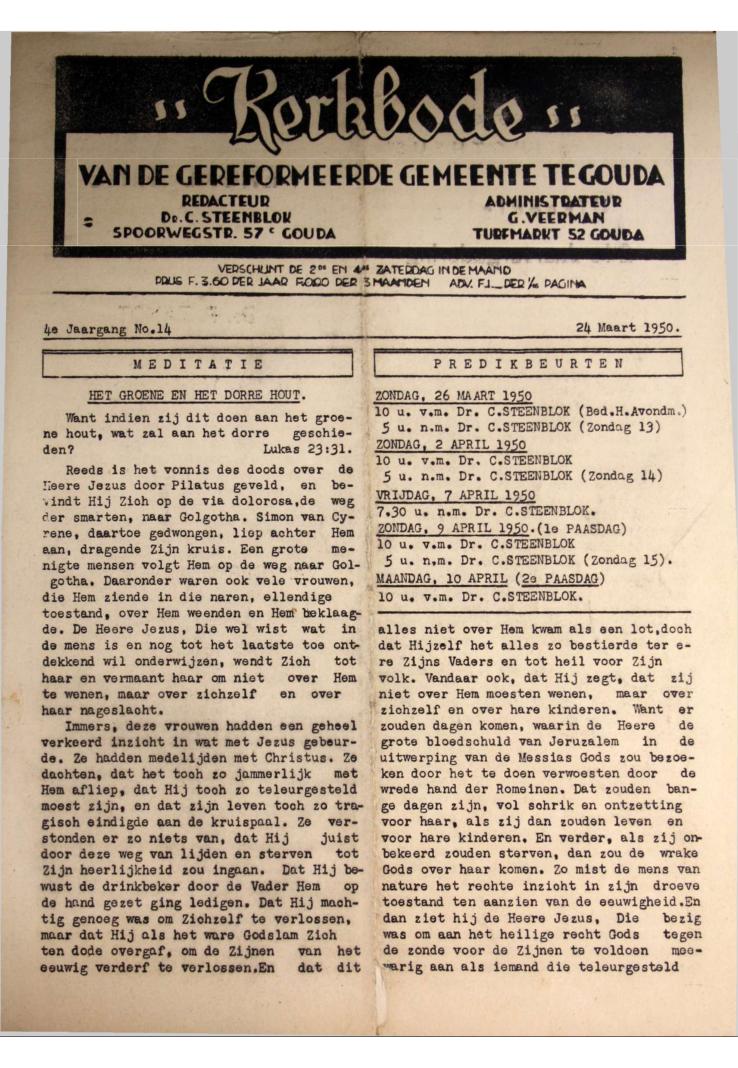 ,, Kerkbode ,,
VAN DE GEREFORMEERDE GEMEENTE TE GOUDA
REDACTEUR
Dr. C. STEENBLOK
SPOORWEGSTR. 57 c GOUDA
ADMINISTRATEUR
G. VEERMAN
TURFMARKT 52 GOUDA
VERSCHIJNT DE 2de EN 4de ZATERDAG IN DE MAAND
PRIJS F. 3.60 PER JAAR F.0.90 PER 3 MAANDEN ADV. F.1._ PER 1/16 PAGINA
4e Jaargang No.14
24 Maart 1950.
M E D I T A T I E
HET GROENE EN HET DORRE HOUT.
Want indien zij dit doen aan het groe-
ne hout, wat zal aan het dorre geschie-
den? Lukas 23:31.
Reeds is het vonnis des doods over de
Heere Jezus door Pilatus geveld, en be-
vindt Hij Zich op de via dolorosa,de weg
der smarten, naar Golgotha. Simon van Cy-
rene, daartoe gedwongen, liep achter Hem
aan, dragende Zijn kruis. Een grote me-
nigte mensen volgt Hem op de weg naar Gol-
gotha. Daaronder waren ook vele vrouwen,
die Hem ziende in die naren, ellendige
toestand, over Hem weenden en Hem beklaag-
de. De Heere Jezus, Die wel wist wat in
de mens is en nog tot het laatste toe ont-
dekkend wil onderwijzen, wendt Zich tot
haar en vermaant haar om niet over Hem
te wenen, maar over zichzelf en over
haar nageslacht.
Immers, deze vrouwen hadden een geheel
verkeerd inzicht in wat met Jezus gebeur-
de. Ze hadden medelijden met Christus. Ze
dachten, dat het toch zo jammerlijk met
Hem afliep, dat Hij toch zo teleurgesteld
moest zijn, en dat zijn leven toch zo tra-
gisch eindigde aan de kruispaal. Ze ver-
stonden er zo niets van, dat Hij juist
door deze weg van lijden en sterven tot
Zijn heerlijkheid zou ingaan. Dat Hij be-
wust de drinkbeker door de Vader Hem op
de hand gezet ging ledigen. Dat Hij mach-
tig genoeg was om Zichzelf te verlossen,
maar dat Hij als het ware Godslam Zich
ten dode overgaf, om de Zijnen van het
eeuwig verderf te verlossen.En dat dit
P R E D I K B E U R T E N
ZONDAG, 26 MAART 1950
10 u. v.m. Dr. C.STEENBLOK (Bed.H.Avondm.)
5 u. n.m. Dr. C.STEENBLOK (Zondag 13)
ZONDAG, 2 APRIL 1950
10 u. v.m. Dr. C.STEENBLOK
5 u. n.m. Dr. C.STEENBLOK (Zondag 14)
VRIJDAG, 7 APRIL 1950
7.30 u. n.m. Dr. C.STEENBLOK.
ZONDAG, 9 APRIL 1950.(1e PAASDAG)
10 u. v.m. Dr. C.STEENBLOK
5 u. n.m. Dr. C.STEENBLOK (Zondag 15).
MAANDAG, 10 APRIL (2e PAASDAG)
10 u. v.m. Dr. C.STEENBLOK.
alles niet over Hem kwam als een lot,doch
dat Hijzelf het alles zo bestierde ter e-
re Zijns Vaders en tot heil voor Zijn
volk. Vandaar ook, dat Hij zegt, dat zij
niet over Hem moesten wenen, maar over
zichzelf en over hare kinderen. Want er
zouden dagen komen, waarin de Heere de
grote bloedschuld van Jeruzalem in de
uitwerping van de Messias Gods zou bezoe-
ken door het te doen verwoesten door de
wrede hand der Romeinen. Dat zouden ban-
ge dagen zijn, vol schrik en ontzetting
voor haar, als zij dan zouden leven en
voor hare kinderen. En verder, als zij on-
bekeerd zouden sterven, dan zou de wrake
Gods over haar komen. Zo mist de mens van
nature het rechte inzicht in zijn droeve
toestand ten aanzien van de eeuwigheid.En
dan ziet hij de Heere Jezus, Die bezig
was om aan het heilige recht Gods tegen
de zonde voor de Zijnen te voldoen mee-
warig aan als iemand die teleurgesteld